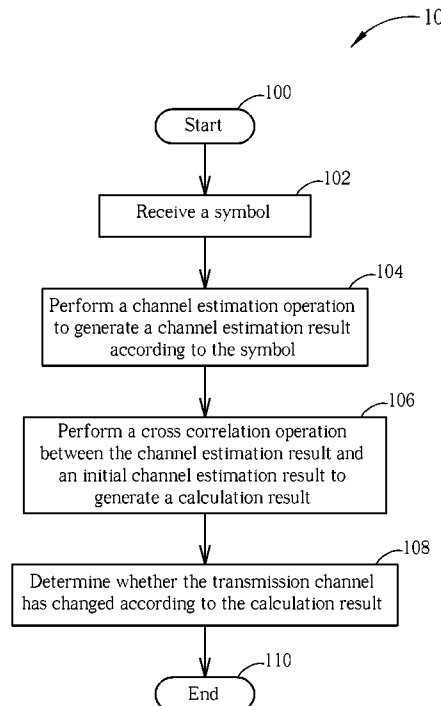 10
100
Start
102
Receive a symbol
104
Perform a channel estimation operation
to generate a channel estimation result
according to the symbol
106
Perform a cross correlation operation
between the channel estimation result and
an initial channel estimation result to
generate a calculation result
108
Determine whether the transmission channel
has changed according to the calculation result
110
End